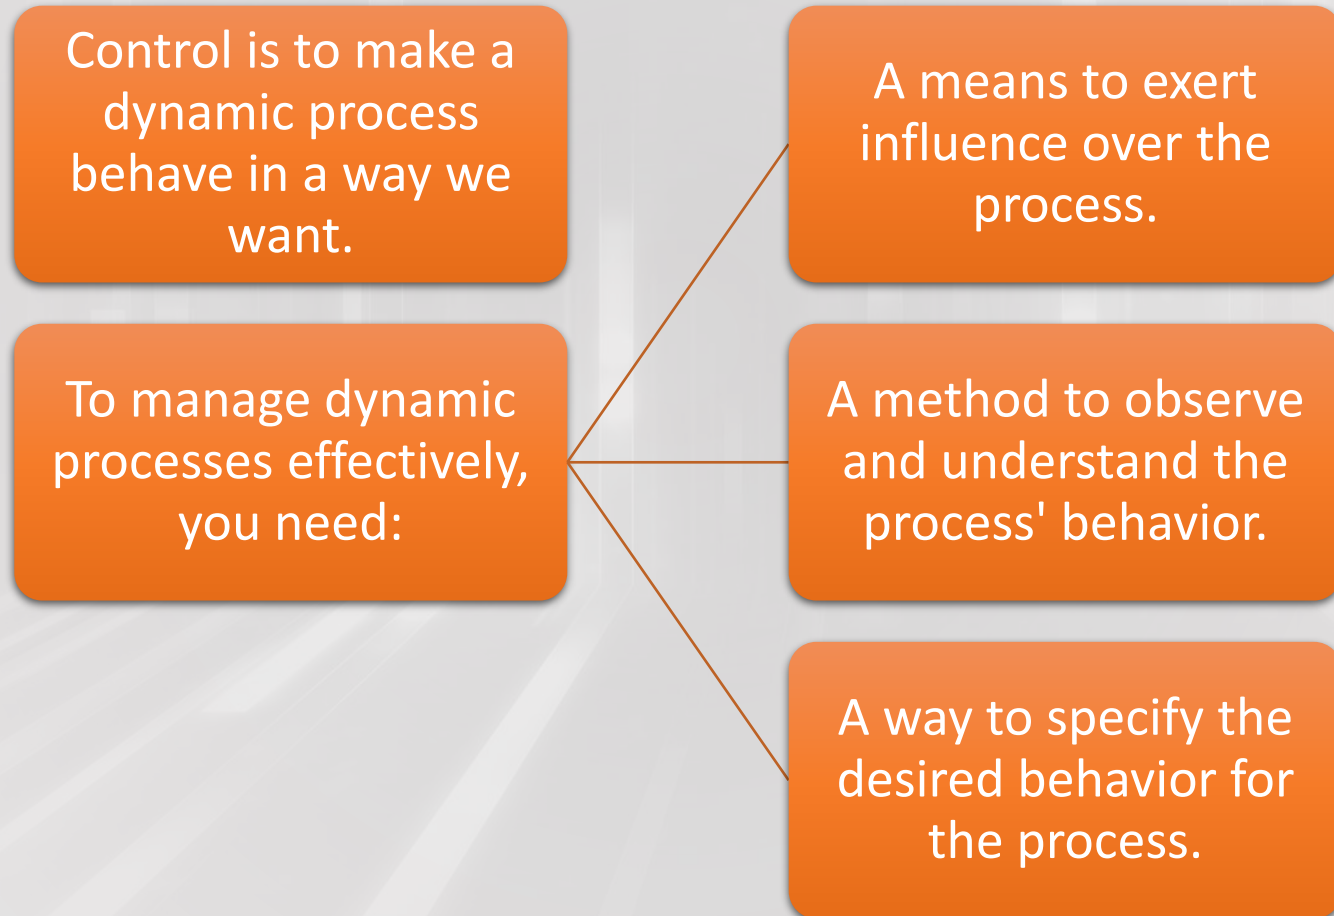 Control is to make a
dynamic process
behave in a way we
want.
To manage dynamic
processes effectively,
you need:
A means to exert
influence over the
process.
A method to observe
and understand the
process' behavior.
A way to specify the
desired behavior for
the process.